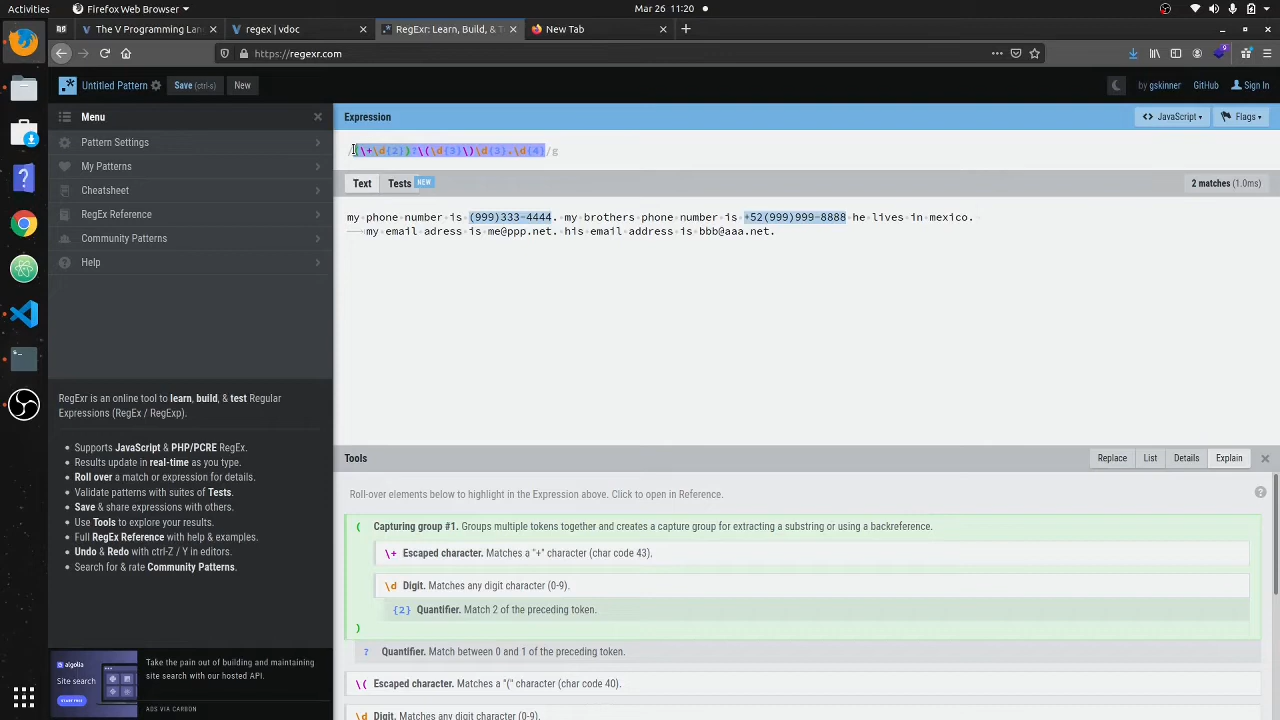 Activities
Firefox Web Browser
Mar 26 11:20
The V Programming Lan
regex | vdoc
RegExr: Learn, Build, & T
New Tab
https://regexr.com
Untitled Pattern
Save (ctrl-s)
New
by gskinner
GitHub
Sign In
Menu
Pattern Settings
My Patterns
Cheatsheet
RegEx Reference
Community Patterns
Help
RegExr is an online tool to learn, build, & test Regular
Expressions (RegEx / RegExp).
Supports JavaScript & PHP/PCRE RegEx.
Results update in real-time as you type.
Roll over a match or expression for details.
Validate patterns with suites of Tests.
Save & share expressions with others.
Use Tools to explore your results.
Full RegEx Reference with help & examples.
Undo & Redo with ctrl-Z / Y in editors.
Search for & rate Community Patterns.
algolia
Site search
START FREE
Take the pain out of building and maintaining
site search with our hosted API.
ADS VIA CARBON
Expression
JavaScript
Flags
/(\+\d{2})?\(\d{3}\)\d{3}.\d{4}/g
Text
Tests
NEW
2 matches (1.0ms)
my phone number is (999)333-4444. my brothers phone number is +52(999)999-8888 he lives in mexico.
my email adress is me@ppp.net. his email address is bbb@aaa.net.
Tools
Replace
List
Details
Explain
Roll-over elements below to highlight in the Expression above. Click to open in Reference.
( Capturing group #1. Groups multiple tokens together and creates a capture group for extracting a substring or using a backreference.
\+ Escaped character. Matches a "+" character (char code 43).
\d Digit. Matches any digit character (0-9).
{2} Quantifier. Match 2 of the preceding token.
)
? Quantifier. Match between 0 and 1 of the preceding token.
\( Escaped character. Matches a "(" character (char code 40).
\d Digit. Matches any digit character (0-9).